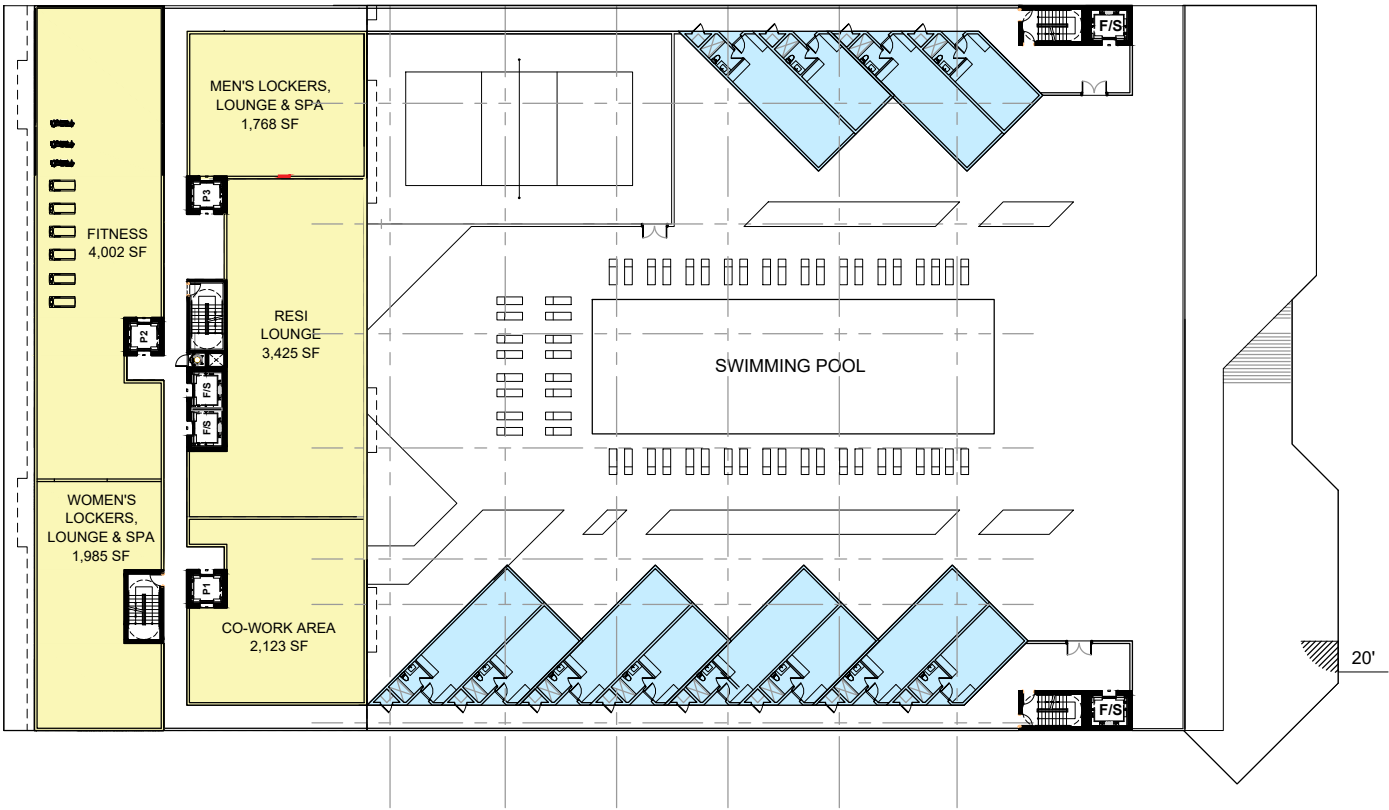 F/S
MEN'S LOCKERS,
LOUNGE & SPA
1,768 SF
P3
FITNESS
4,002 SF
RESI
LOUNGE
3,425 SF
P2
SWIMMING POOL
F/S
F/S
WOMEN'S
LOCKERS,
LOUNGE & SPA
1,985 SF
P1
CO-WORK AREA
2,123 SF
20'
F/S